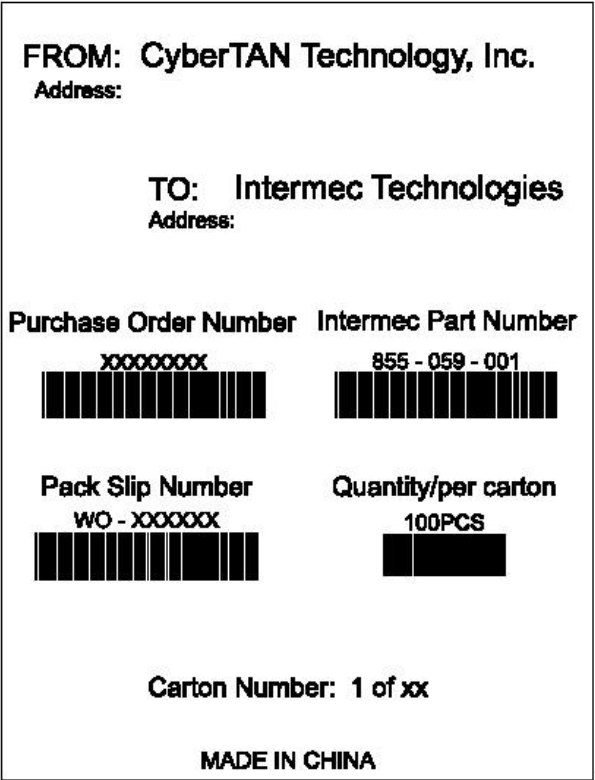 FROM: CyberTAN Technology, Inc.
Address:
TO: Intermec Technologies
Address:
Purchase Order Number
XXXXXXXX
Intermec Part Number
855 - 059 - 001
Pack Slip Number
WO - XXXXXX
Quantity/per carton
100PCS
Carton Number: 1 of xx
MADE IN CHINA